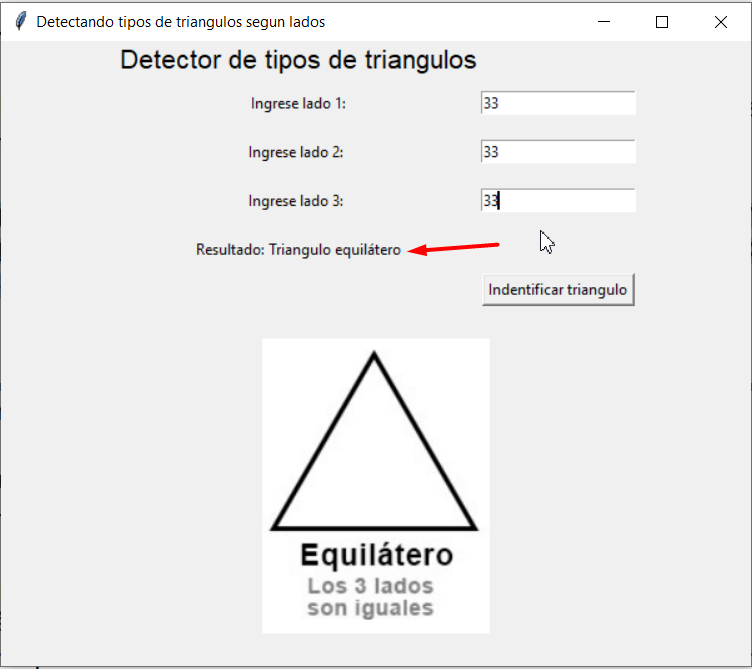 Detectando tipos de triangulos segun lados
Detector de tipos de triangulos
Ingrese lado 1: 33
Ingrese lado 2: 33
Ingrese lado 3: 33
Resultado: Triangulo equilátero
Indentificar triangulo
Equilátero
Los 3 lados
son iguales